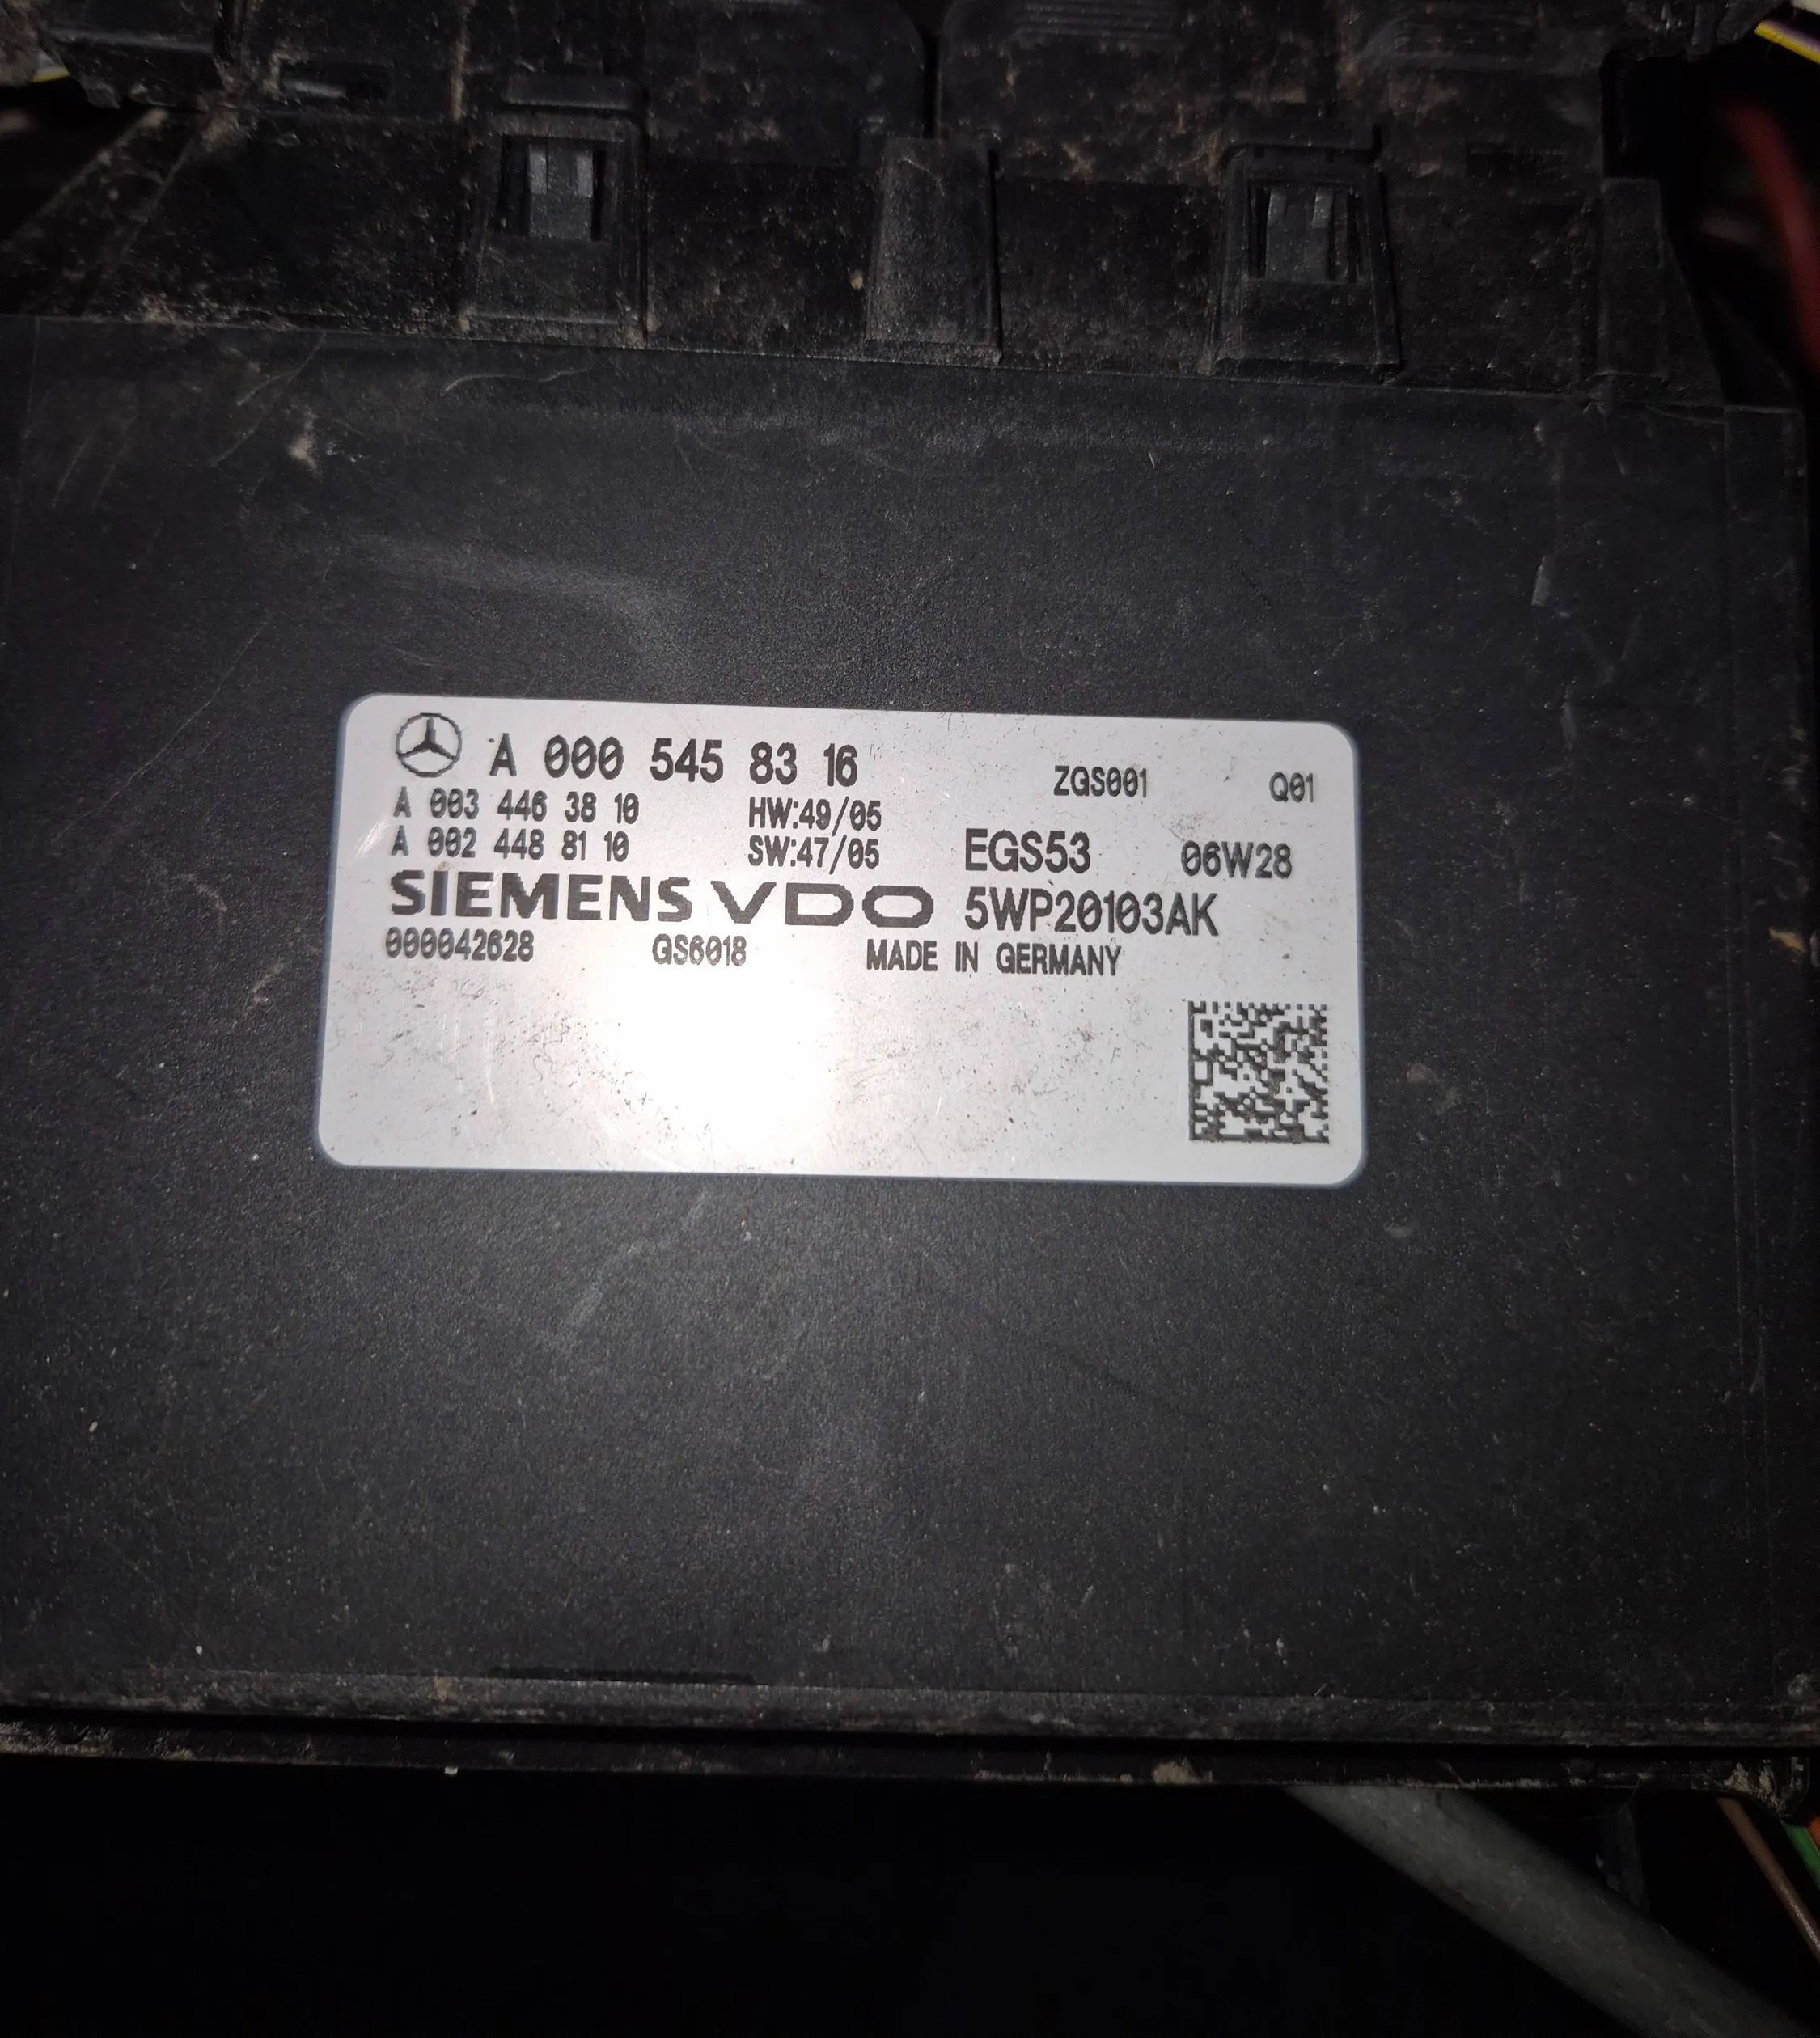 A 000 545 83 16 ZGS001 Q01
A 003 446 38 10 HW:49/05
A 002 448 81 10 SW:47/05 EGS53 06W28
SIEMENS VDO 5WP20103AK
000042628 GS6018 MADE IN GERMANY